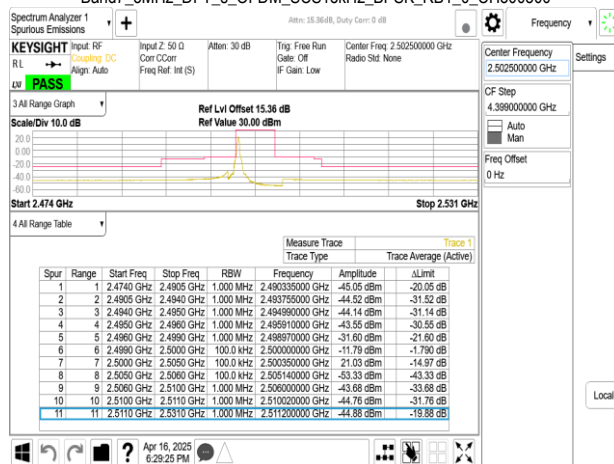 Spectrum Analyzer 1
Spurious Emissions
Attn: 15.36dB, Duty Corr: 0 dB
Frequency
Settings
KEYSIGHT
Input: RF
Input Z: 50 Ω
Atten: 30 dB
Trig: Free Run
Center Freq: 2.502500000 GHz
RL
Coupling: DC
Corr CCorr
Gate: Off
Radio Std: None
Align: Auto
Freq Ref: Int (S)
IF Gain: Low
PASS
Center Frequency
2.502500000 GHz
CF Step
4.399000000 GHz
Auto
Man
Freq Offset
0 Hz
3 All Range Graph
Ref Lvl Offset 15.36 dB
Scale/Div 10.0 dB
Ref Value 30.00 dBm
20.0
0.00
-20.0
-40.0
-60.0
Start 2.474 GHz
Stop 2.531 GHz
4 All Range Table
Measure Trace Trace 1
Trace Type Trace Average (Active)
Spur Range Start Freq Stop Freq RBW Frequency Amplitude ΔLimit
1 1 2.4740 GHz 2.4905 GHz 1.000 MHz 2.490335000 GHz -45.05 dBm -20.05 dB
2 2 2.4905 GHz 2.4940 GHz 1.000 MHz 2.493755000 GHz -44.52 dBm -31.52 dB
3 3 2.4940 GHz 2.4950 GHz 1.000 MHz 2.494990000 GHz -44.14 dBm -31.14 dB
4 4 2.4950 GHz 2.4960 GHz 1.000 MHz 2.495910000 GHz -43.55 dBm -30.55 dB
5 5 2.4960 GHz 2.4990 GHz 1.000 MHz 2.498970000 GHz -31.60 dBm -21.60 dB
6 6 2.4990 GHz 2.5000 GHz 100.0 kHz 2.500000000 GHz -11.79 dBm -1.790 dB
7 7 2.5000 GHz 2.5050 GHz 100.0 kHz 2.500350000 GHz 21.03 dBm -14.97 dB
8 8 2.5050 GHz 2.5060 GHz 100.0 kHz 2.505140000 GHz -53.33 dBm -43.33 dB
9 9 2.5060 GHz 2.5100 GHz 1.000 MHz 2.506000000 GHz -43.68 dBm -33.68 dB
10 10 2.5100 GHz 2.5110 GHz 1.000 MHz 2.510020000 GHz -44.76 dBm -31.76 dB
11 11 2.5110 GHz 2.5310 GHz 1.000 MHz 2.511200000 GHz -44.88 dBm -19.88 dB
Local
Apr 16, 2025
6:29:25 PM